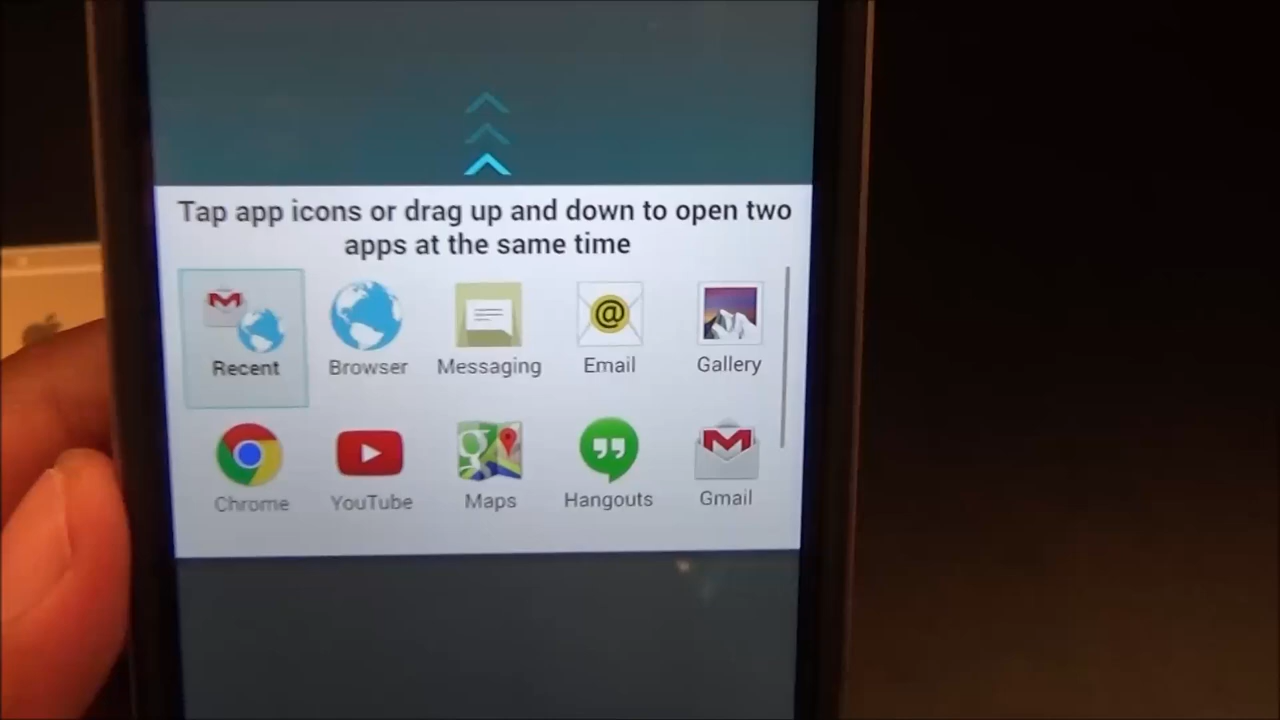 Tap app icons or drag up and down to open two
apps at the same time
Recent Browser Messaging Email Gallery
Chrome YouTube Maps Hangouts Gmail